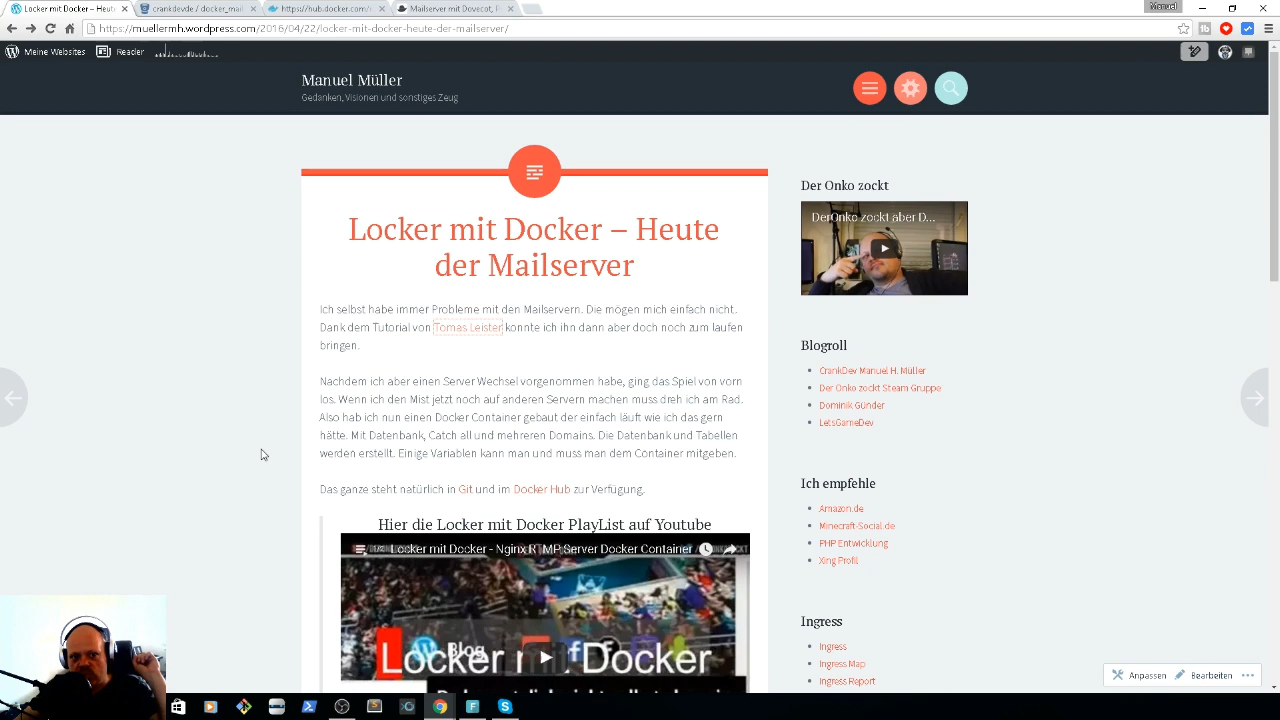 Locker mit Docker – Heute
crankdevde / docker_mail
https://hub.docker.com/
Mailserver mit Dovecot, P
Manuel
https://muellermh.wordpress.com/2016/04/22/locker-mit-docker-heute-der-mailserver/
Meine Websites
Reader
Manuel Müller
Gedanken, Visionen und sonstiges Zeug
Locker mit Docker – Heute
der Mailserver
Ich selbst habe immer Probleme mit den Mailservern. Die mögen mich einfach nicht.
Dank dem Tutorial von Tomas Leister konnte ich ihn dann aber doch noch zum laufen
bringen.
Nachdem ich aber einen Server Wechsel vorgenommen habe, ging das Spiel von vorn
los. Wenn ich den Mist jetzt noch auf anderen Servern machen muss dreh ich am Rad.
Also hab ich nun einen Docker Container gebaut der einfach läuft wie ich das gern
hätte. Mit Datenbank, Catch all und mehreren Domains. Die Datenbank und Tabellen
werden erstellt. Einige Variablen kann man und muss man dem Container mitgeben.
Das ganze steht natürlich in Git und im Docker Hub zur Verfügung.
Hier die Locker mit Docker PlayList auf Youtube
Locker mit Docker - Nginx RTMP Server Docker Container
Blog
Locker mit Docker
Der Onko zockt
DerOnko zockt aber D...
Blogroll
CrankDev Manuel H. Müller
Der Onko zockt Steam Gruppe
Dominik Günder
LetsGameDev
Ich empfehle
Amazon.de
Minecraft-Social.de
PHP Entwicklung
Xing Profil
Ingress
Ingress
Ingress Map
Ingress Report
Anpassen
Bearbeiten